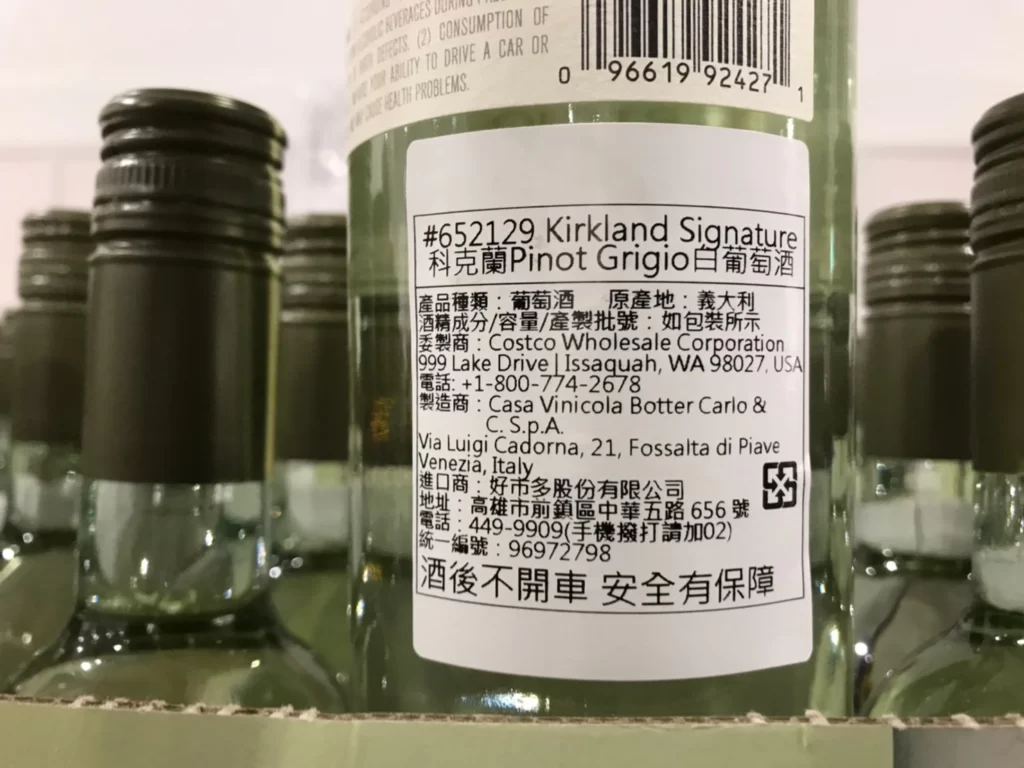 COHOLIC BEVERAGES DURING
DEFECTS. (2) CONSUMPTION OF
YOUR ABILITY TO DRIVE A CAR OR
CAUSE HEALTH PROBLEMS.
0 96619 92427 1
#652129 Kirkland Signature
科克蘭Pinot Grigio白葡萄酒
產品種類：葡萄酒 原產地：義大利
酒精成分/容量/產製批號：如包裝所示
委製商：Costco Wholesale Corporation
999 Lake Drive|Issaquah, WA 98027, USA
電話: +1-800-774-2678
製造商：Casa Vinicola Botter Carlo &
C. S.p.A.
Via Luigi Cadorna, 21, Fossalta di Piave
Venezia, Italy
進口商：好市多股份有限公司
地址：高雄市前鎮區中華五路 656 號
電話：449-9909(手機撥打請加02)
統一編號：96972798
酒後不開車 安全有保障